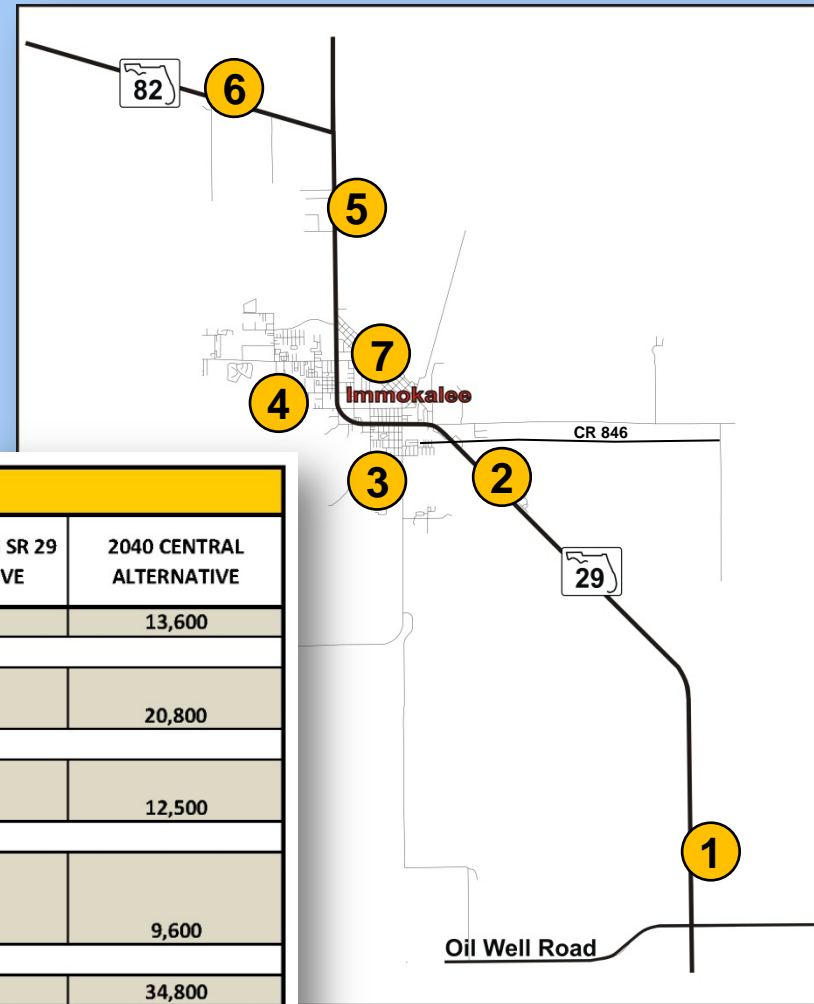 82
6
5
7
Immokalee
4
CR 846
3
2
29
1
Oil Well Road
SR 29
VE
2040 CENTRAL
ALTERNATIVE
13,600
20,800
12,500
9,600
34,800